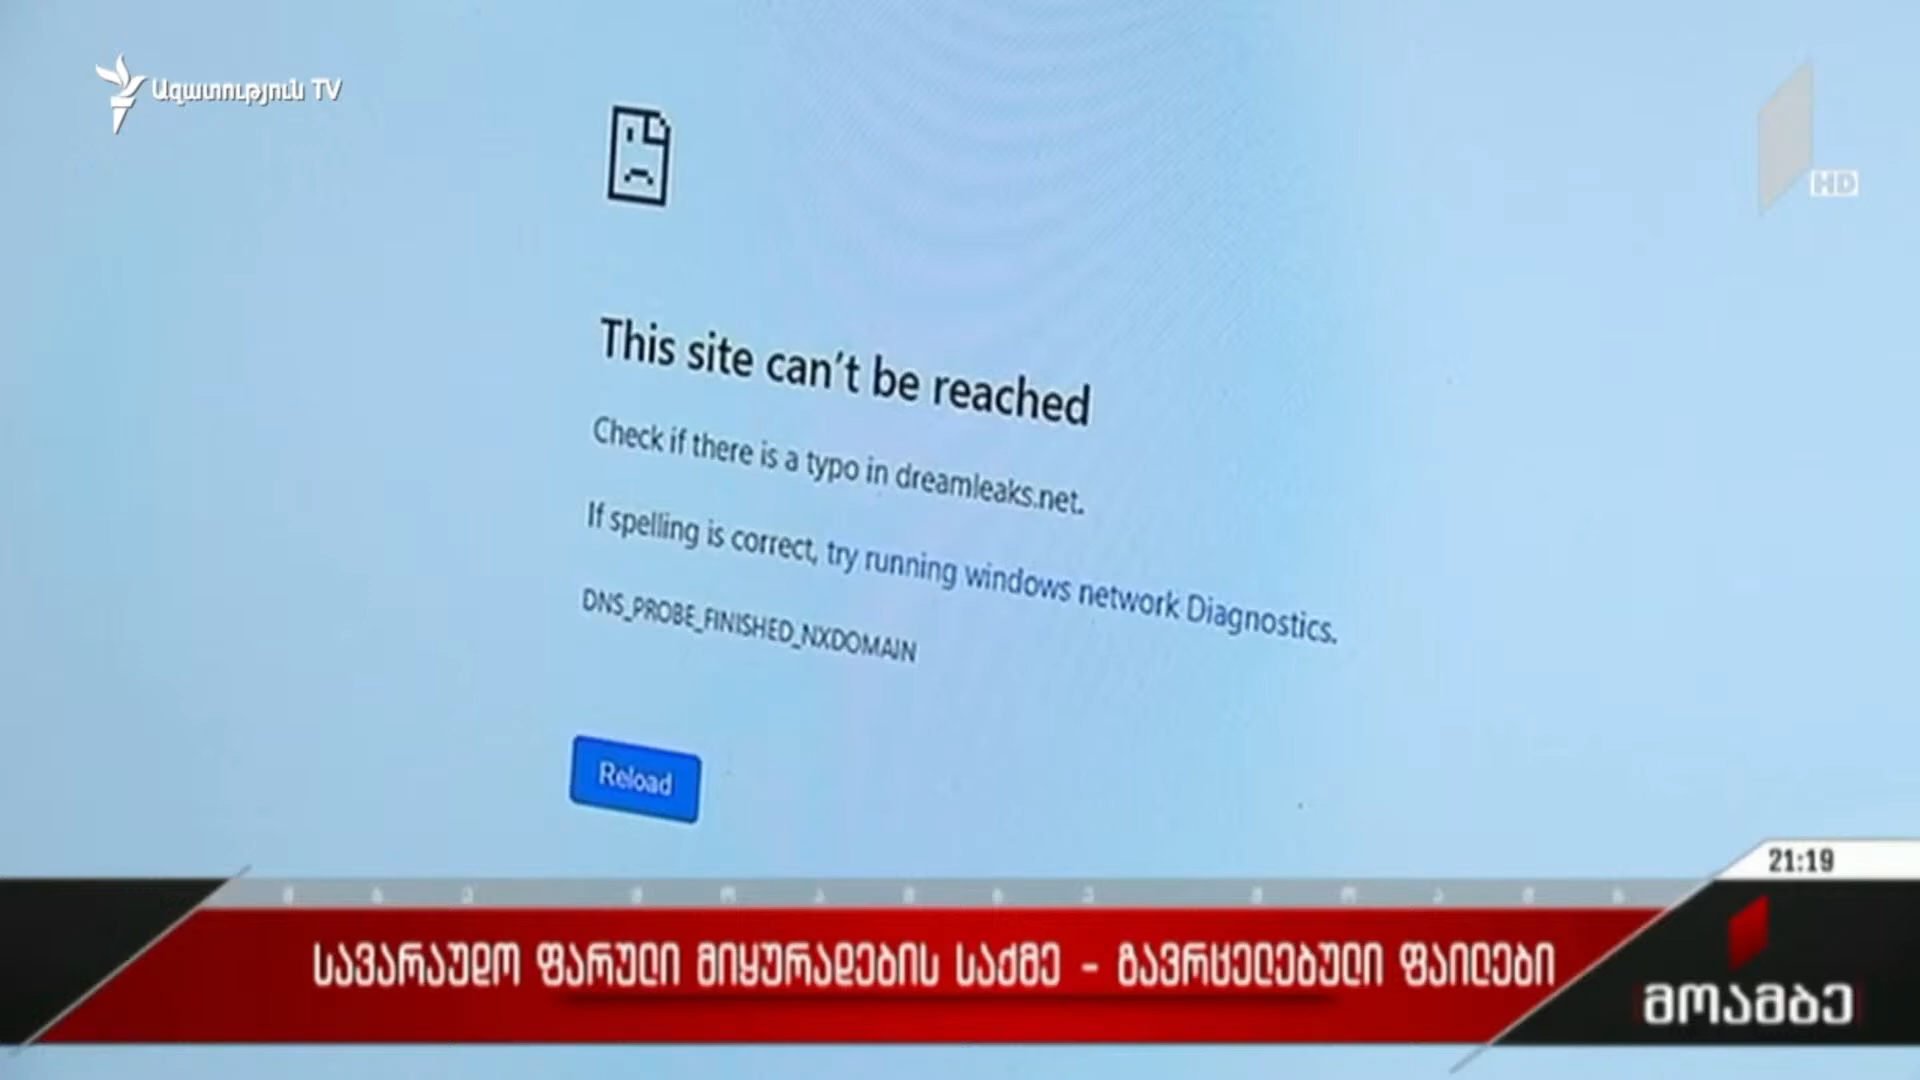 Ազատություն TV
HD
This site can't be reached
Check if there is a typo in dreamleaks.net.
If spelling is correct, try running windows network Diagnostics.
DNS_PROBE_FINISHED_NXDOMAIN
Reload
21:19
სავარაუდო ფარული მიყურადების საქმე - გავრცელებული ფაილები
მოამბე